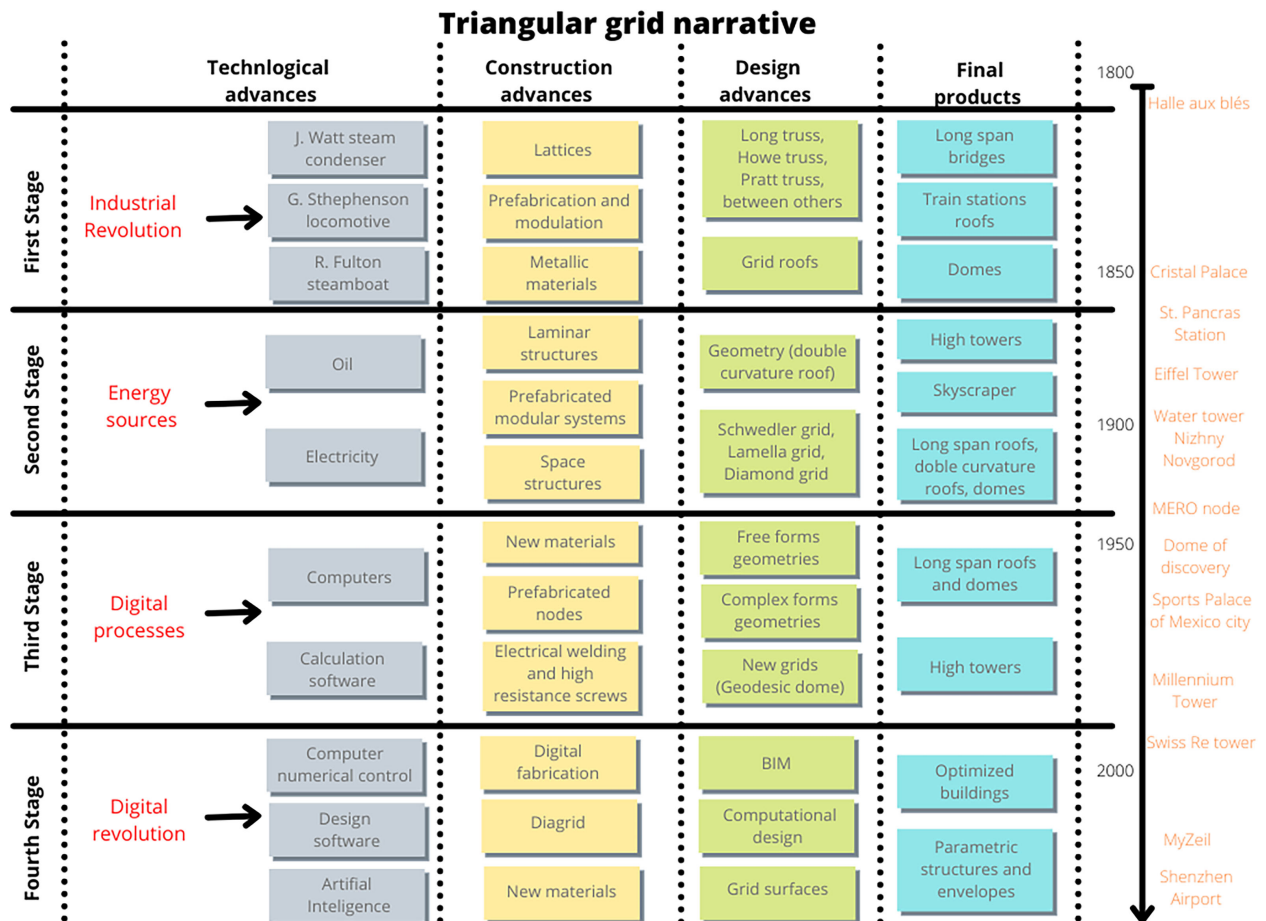 Triangular grid narrative
Technlogical
advances
Construction
advances
Design
advances
Final
products
First Stage
Industrial
Revolution
J. Watt steam
condenser
G. Sthephenson
locomotive
R. Fulton
steamboat
Lattices
Prefabrication and
modulation
Metallic
materials
Long truss,
Howe truss,
Pratt truss,
between others
Grid roofs
Long span
bridges
Train stations
roofs
Domes
Second Stage
Energy
sources
Oil
Electricity
Laminar
structures
Prefabricated
modular systems
Space
structures
Geometry (double
curvature roof)
Schwedler grid,
Lamella grid,
Diamond grid
High towers
Skyscraper
Long span roofs,
doble curvature
roofs, domes
Third Stage
Digital
processes
Computers
Calculation
software
New materials
Prefabricated
nodes
Electrical welding
and high
resistance screws
Free forms
geometries
Complex forms
geometries
New grids
(Geodesic dome)
Long span roofs
and domes
High towers
Fourth Stage
Digital
revolution
Computer
numerical control
Design
software
Artifial
Inteligence
Digital
fabrication
Diagrid
New materials
BIM
Computational
design
Grid surfaces
Optimized
buildings
Parametric
structures and
envelopes
1800
Halle aux blés
1850
Cristal Palace
St. Pancras
Station
Eiffel Tower
1900
Water tower
Nizhny
Novgorod
MERO node
1950
Dome of
discovery
Sports Palace
of Mexico city
Millennium
Tower
Swiss Re tower
2000
MyZeil
Shenzhen
Airport